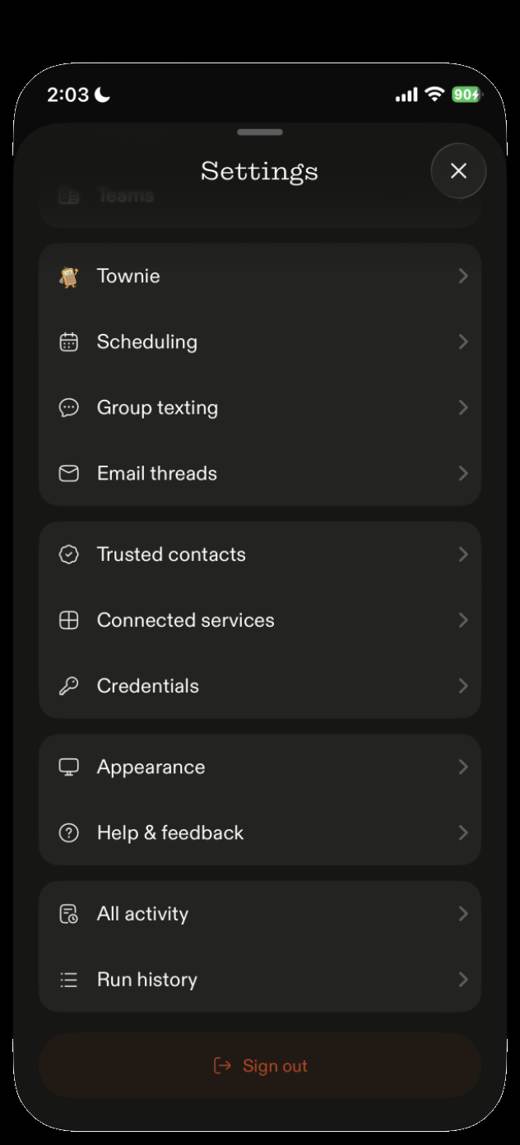 2:03
90
Settings
Teams
Townie
Scheduling
Group texting
Email threads
Trusted contacts
Connected services
Credentials
Appearance
Help & feedback
All activity
Run history
Sign out